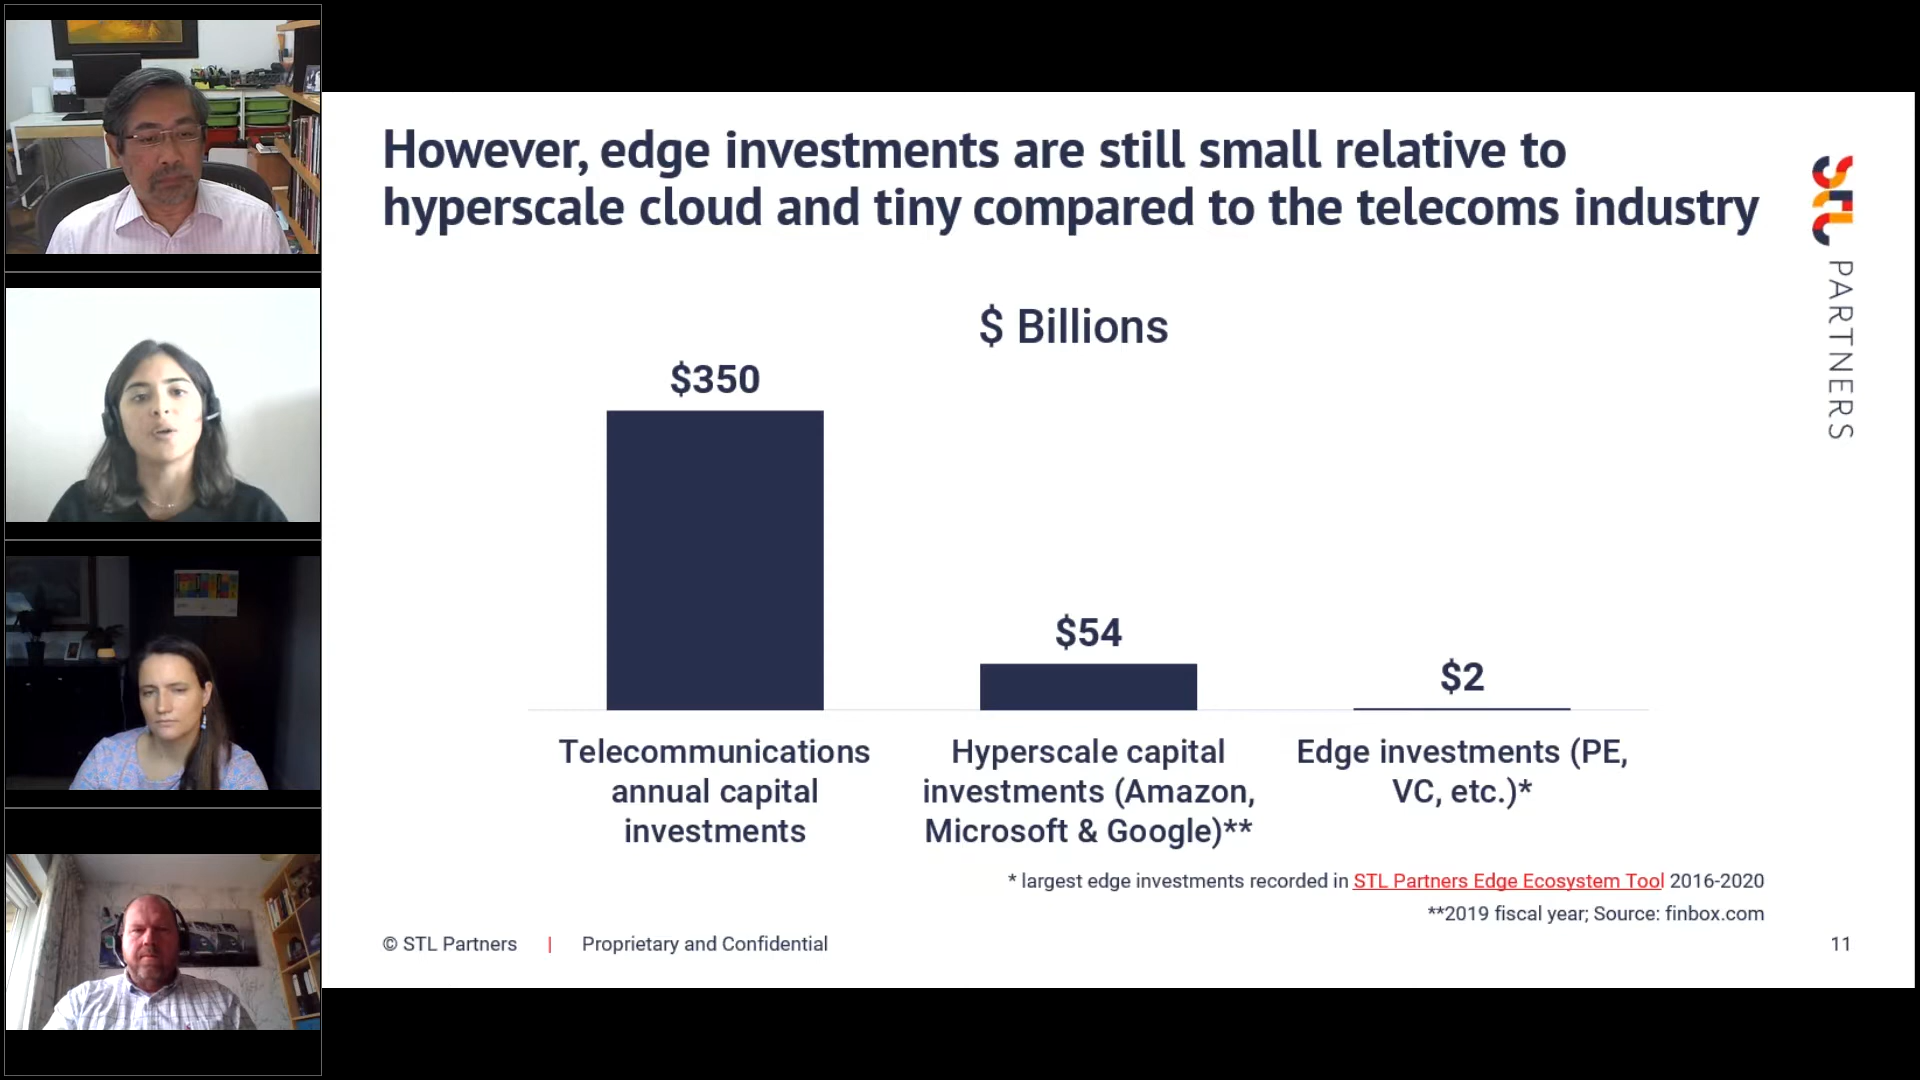 However, edge investments are still small relative to
hyperscale cloud and tiny compared to the telecoms industry
STL PARTNERS
$ Billions
$350
$54
$2
Telecommunications
annual capital
investments
Hyperscale capital
investments (Amazon,
Microsoft & Google)**
Edge investments (PE,
VC, etc.)*
* largest edge investments recorded in STL Partners Edge Ecosystem Tool 2016-2020
**2019 fiscal year; Source: finbox.com
© STL Partners | Proprietary and Confidential
11